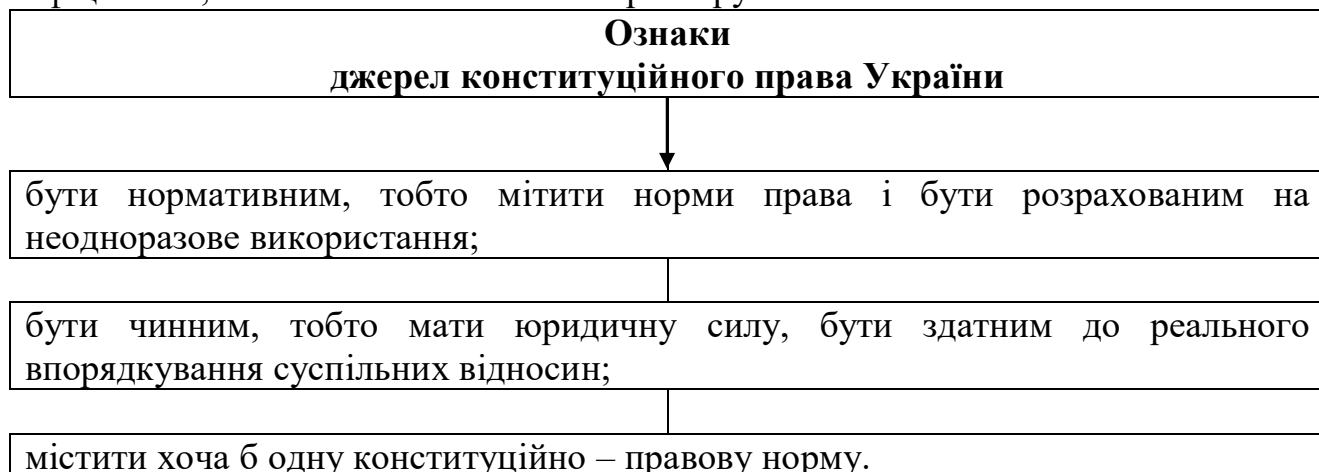 Ознаки
джерел конституційного права України
бути нормативним, тобто мітити норми права і бути розрахованим на
неодноразове використання;
бути чинним, тобто мати юридичну силу, бути здатним до реального
впорядкування суспільних відносин;
містити хоча б одну конституційно – правову норму.